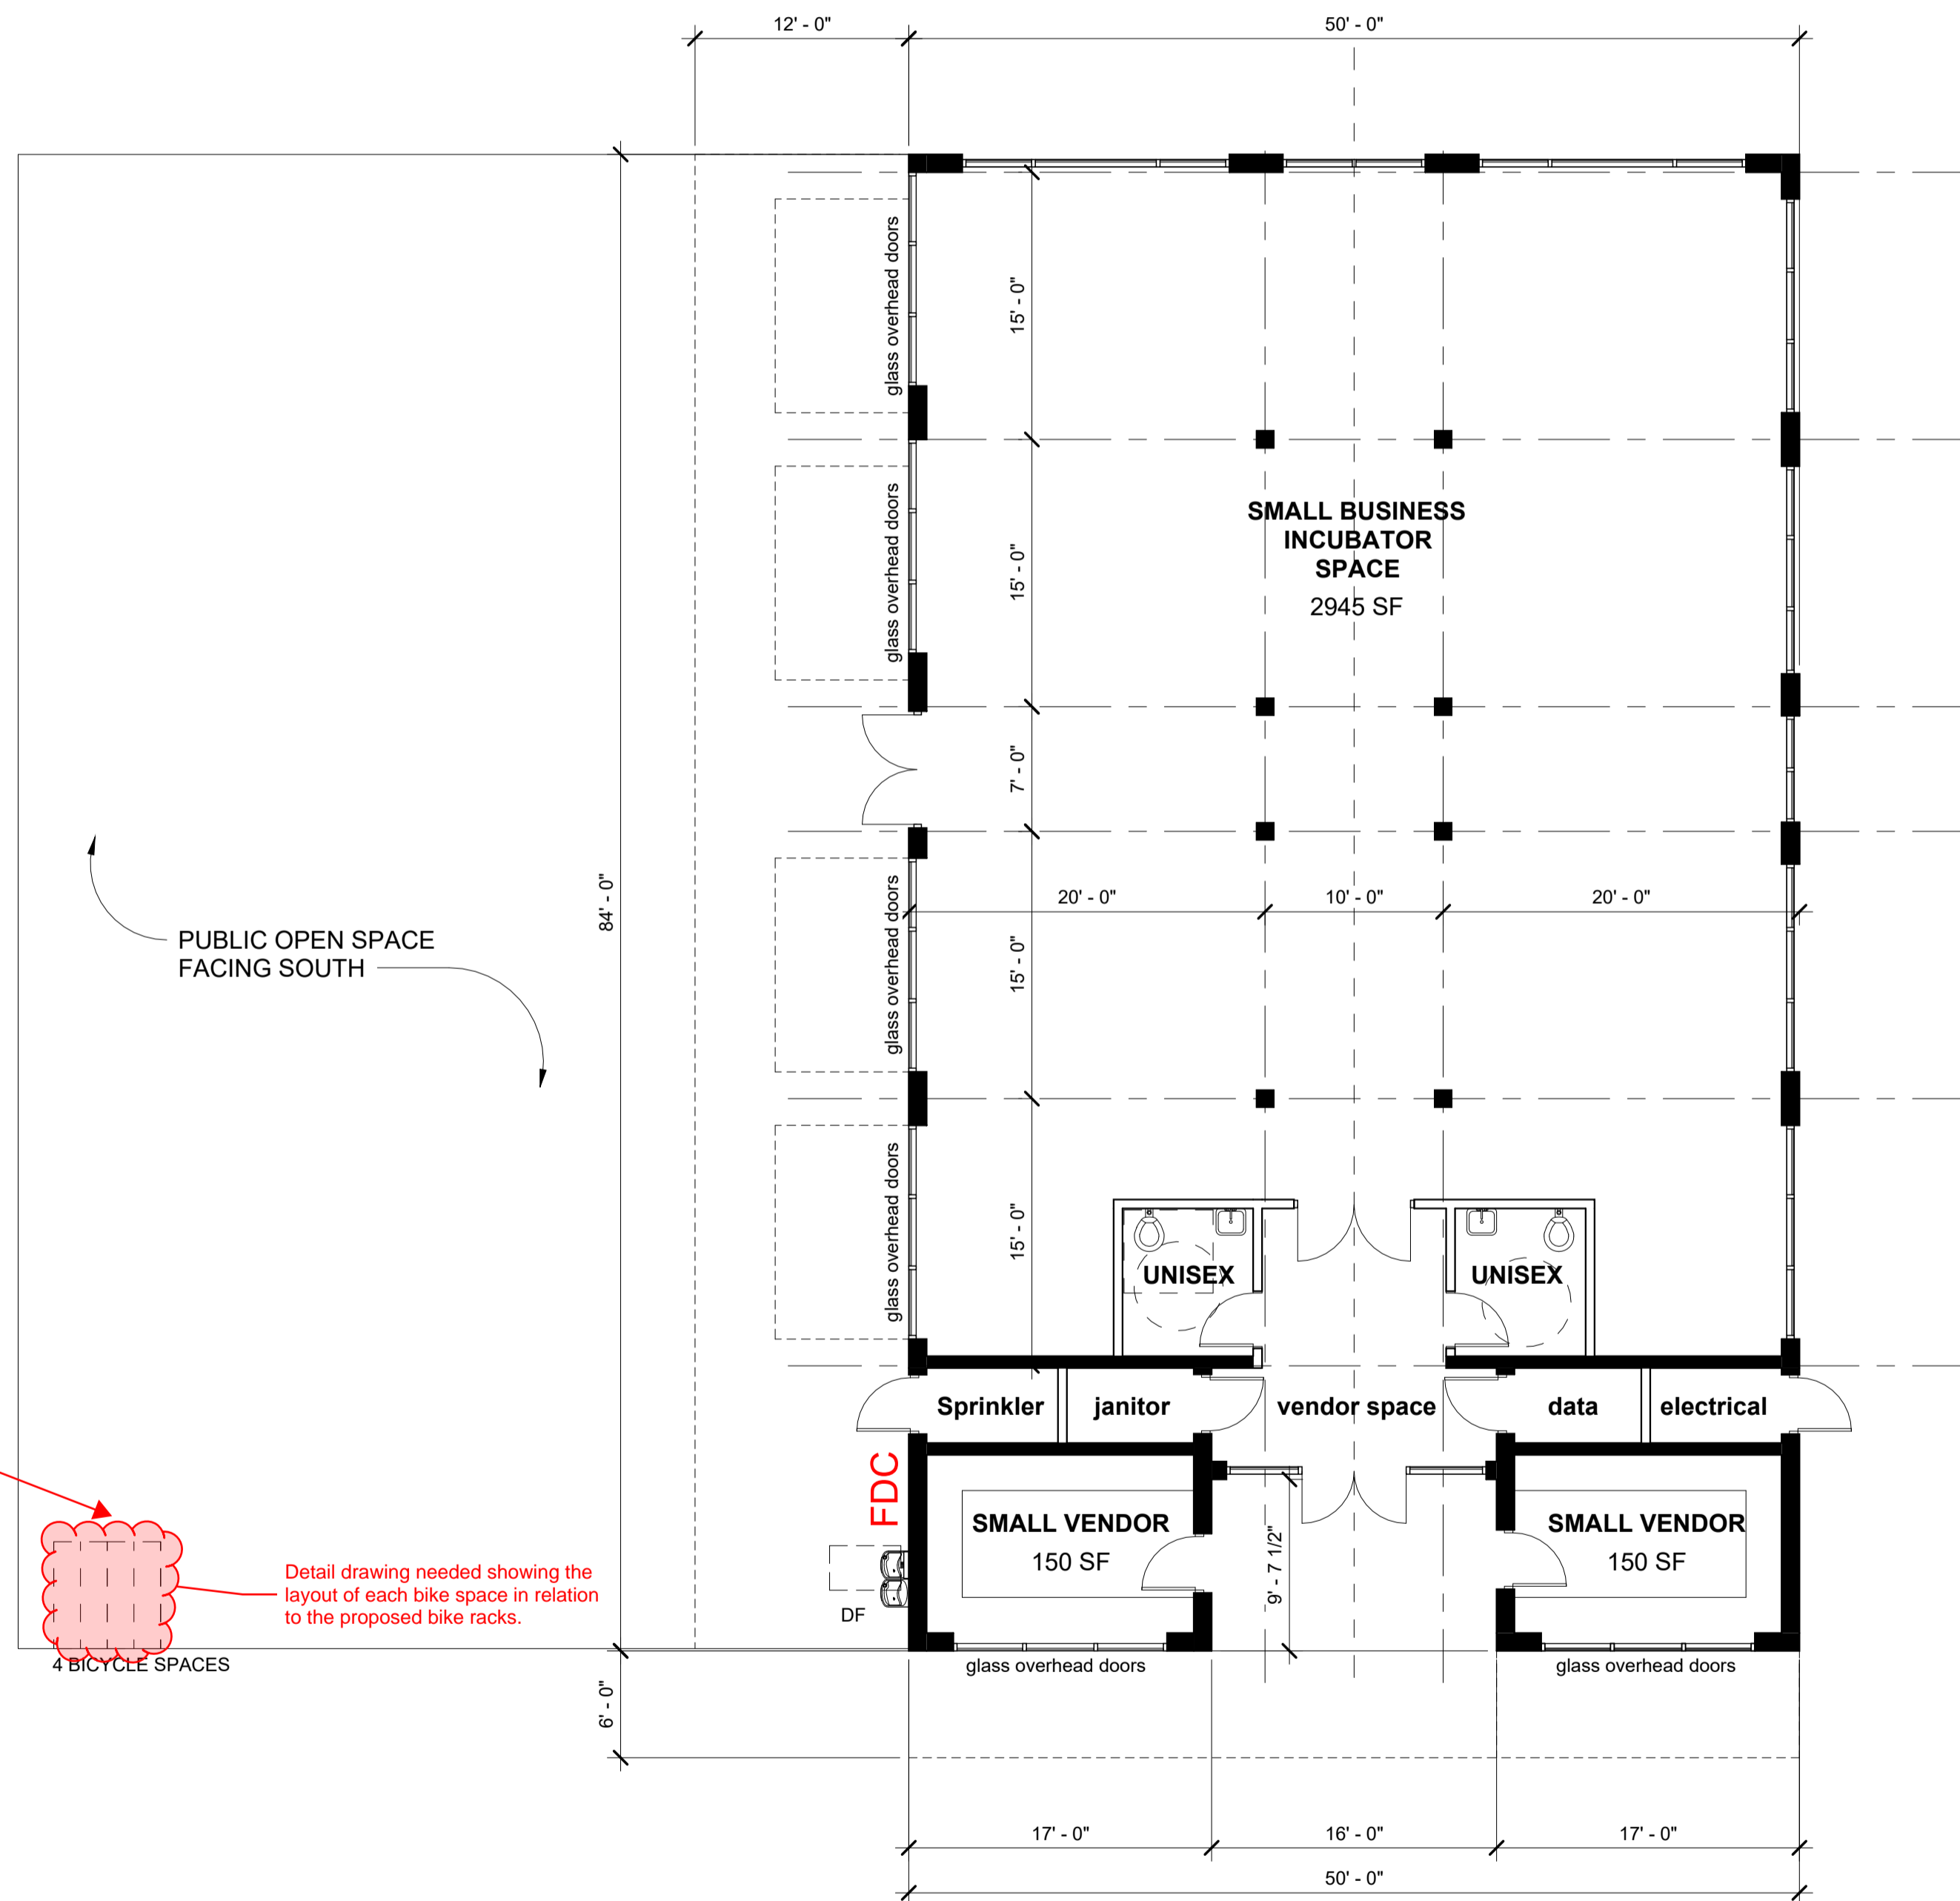 12' - 0"
50' - 0"
glass overhead doors
15' - 0"
glass overhead doors
15' - 0"
SMALL BUSINESS
INCUBATOR
SPACE
2945 SF
7' - 0"
84' - 0"
glass overhead doors
20' - 0"
10' - 0"
20' - 0"
PUBLIC OPEN SPACE
FACING SOUTH
15' - 0"
glass overhead doors
15' - 0"
UNISEX
UNISEX
Sprinkler
janitor
vendor space
data
electrical
FDC
SMALL VENDOR
150 SF
SMALL VENDOR
150 SF
9' - 7 1/2"
Detail drawing needed showing the
layout of each bike space in relation
to the proposed bike racks.
DF
4 BICYCLE SPACES
glass overhead doors
glass overhead doors
6' - 0"
17' - 0"
16' - 0"
17' - 0"
50' - 0"